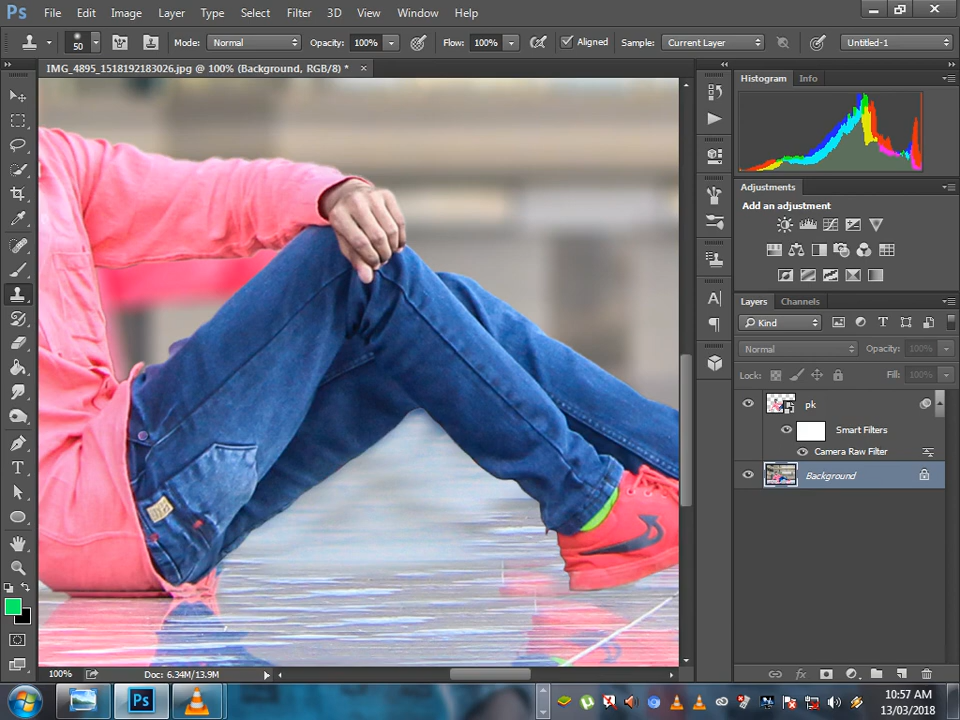 Ps File Edit Image Layer Type Select Filter 3D View Window Help
50 Mode: Normal Opacity: 100% Flow: 100% Aligned Sample: Current Layer Untitled-1
IMG_4895_1518192183026.jpg @ 100% (Background, RGB/8) * ×
Histogram Info
Adjustments
Add an adjustment
Layers Channels
Kind
Normal Opacity: 100%
Lock: Fill: 100%
pk
Smart Filters
Camera Raw Filter
Background
100% Doc: 6.34M/13.9M
Ps
10:57 AM
13/03/2018